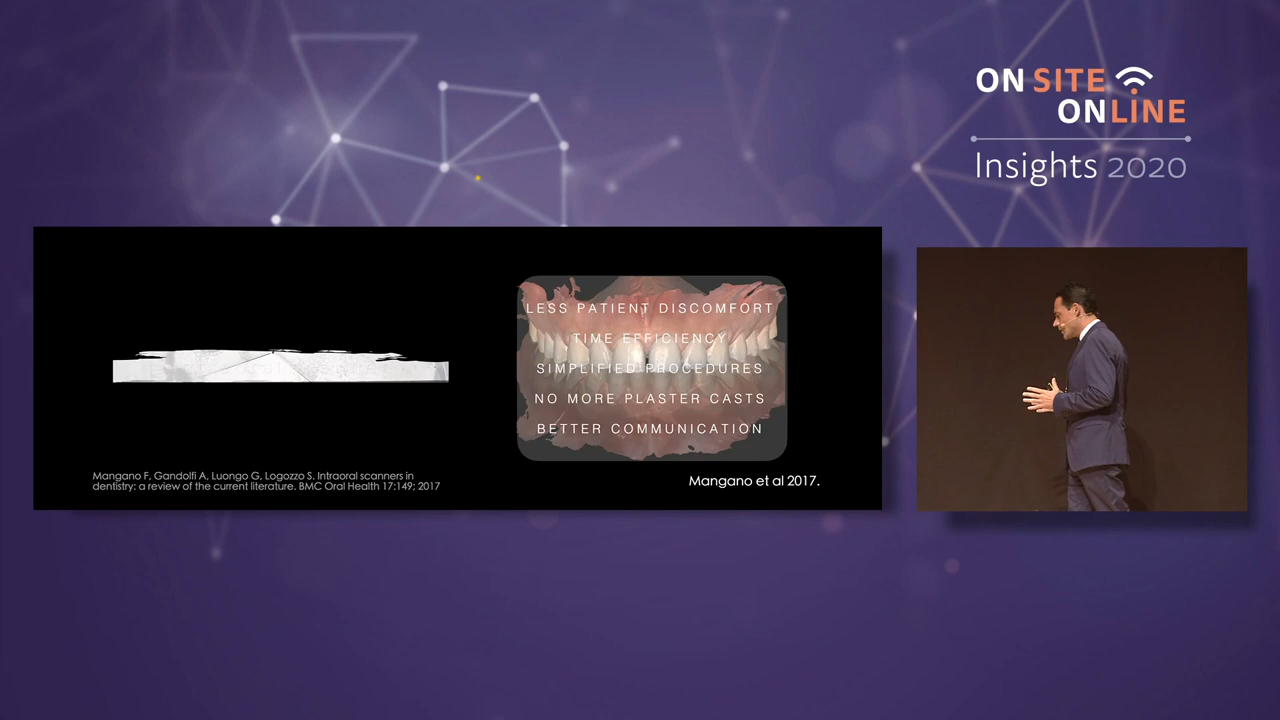 ON SITE
ONLINE
Insights 2020
LESS PATIENT DISCOMFORT
TIME EFFICIENCY
SIMPLIFIED PROCEDURES
NO MORE PLASTER CASTS
BETTER COMMUNICATION
Mangano F, Gandolfi A, Luongo G, Logozzo S. Intraoral scanners in
dentistry: a review of the current literature. BMC Oral Health 17:149; 2017
Mangano et al 2017.